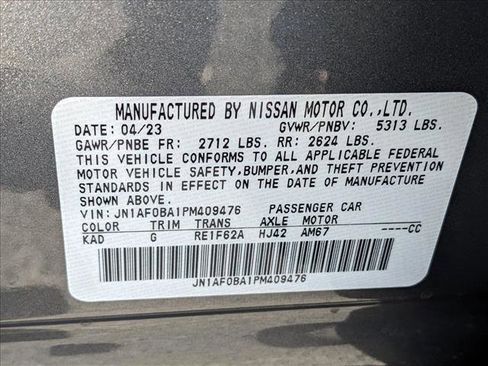 MANUFACTURED BY NISSAN MOTOR CO.,LTD.
DATE: 04/23 GVWR/PNBV: 5313 LBS.
GAWR/PNBE FR: 2712 LBS. RR: 2624 LBS.
THIS VEHICLE CONFORMS TO ALL APPLICABLE FEDERAL
MOTOR VEHICLE SAFETY,BUMPER,AND THEFT PREVENTION
STANDARDS IN EFFECT ON THE DATE OF MANUFACTURE
SHOWN ABOVE.
VIN: JN1AF0BA1PM409476 PASSENGER CAR
COLOR TRIM TRANS AXLE MOTOR
KAD G RE1F62A HJ42 AM67 ----CC
JN1AF0BA1PM409476